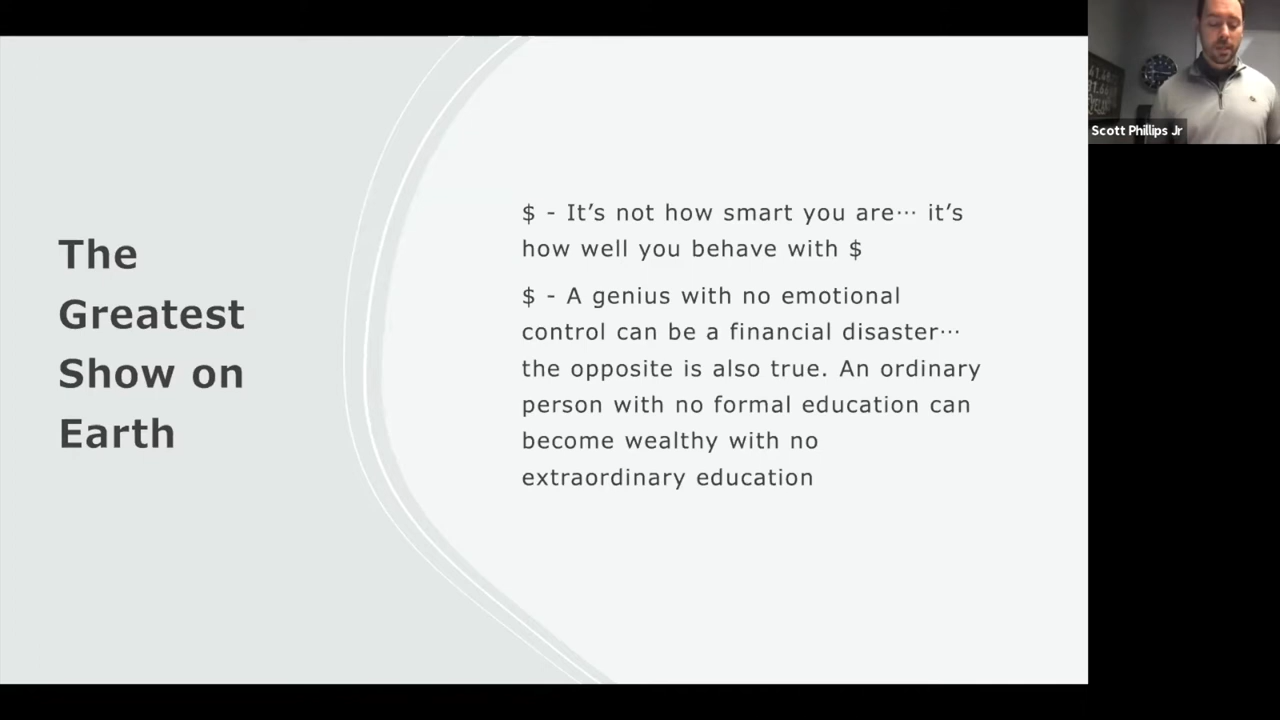 The
Greatest
Show on
Earth
$ - It’s not how smart you are… it’s
how well you behave with $
$ - A genius with no emotional
control can be a financial disaster…
the opposite is also true. An ordinary
person with no formal education can
become wealthy with no
extraordinary education
Scott Phillips Jr